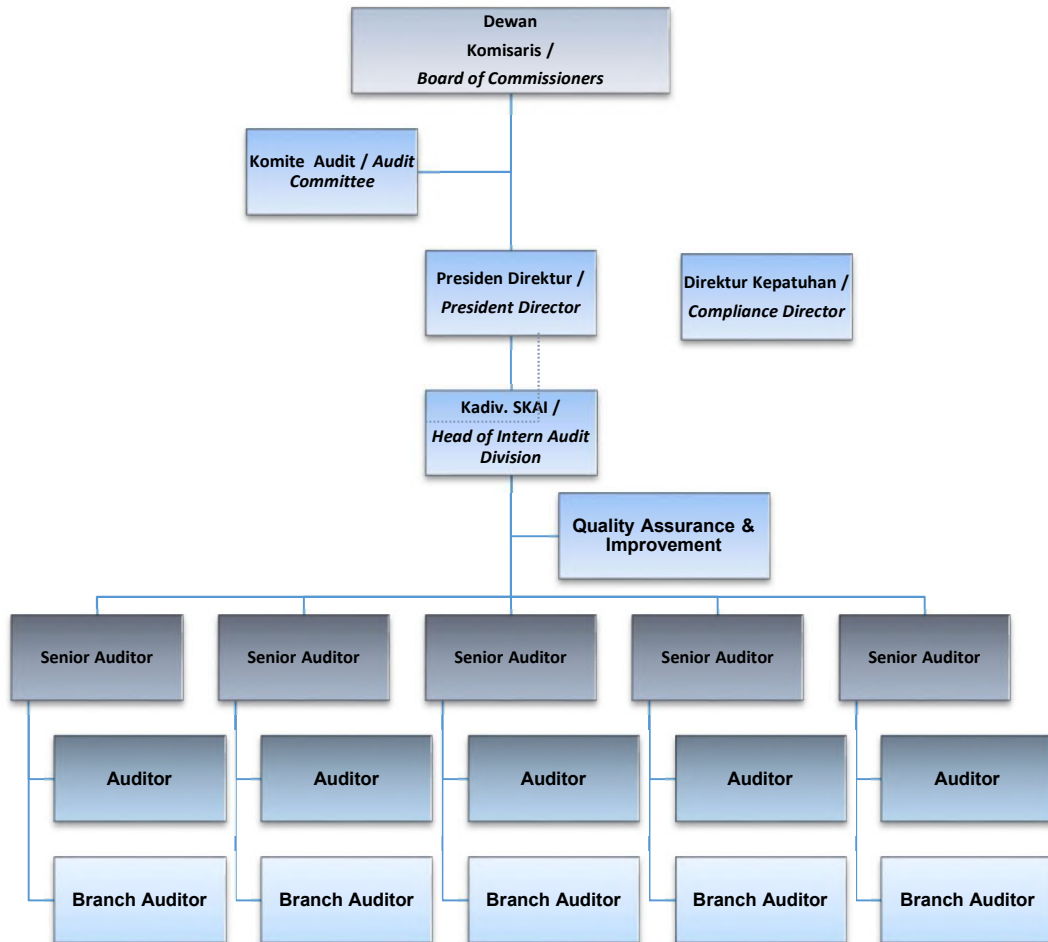 Dewan
Komisaris /
Board of Commissioners
Komite Audit / Audit
Committee
Presiden Direktur /
President Director
Direktur Kepatuhan /
Compliance Director
Kadiv. SKAI /
Head of Intern Audit
Division
Quality Assurance &
Improvement
Senior Auditor
Senior Auditor
Senior Auditor
Senior Auditor
Senior Auditor
Auditor
Auditor
Auditor
Auditor
Auditor
Branch Auditor
Branch Auditor
Branch Auditor
Branch Auditor
Branch Auditor